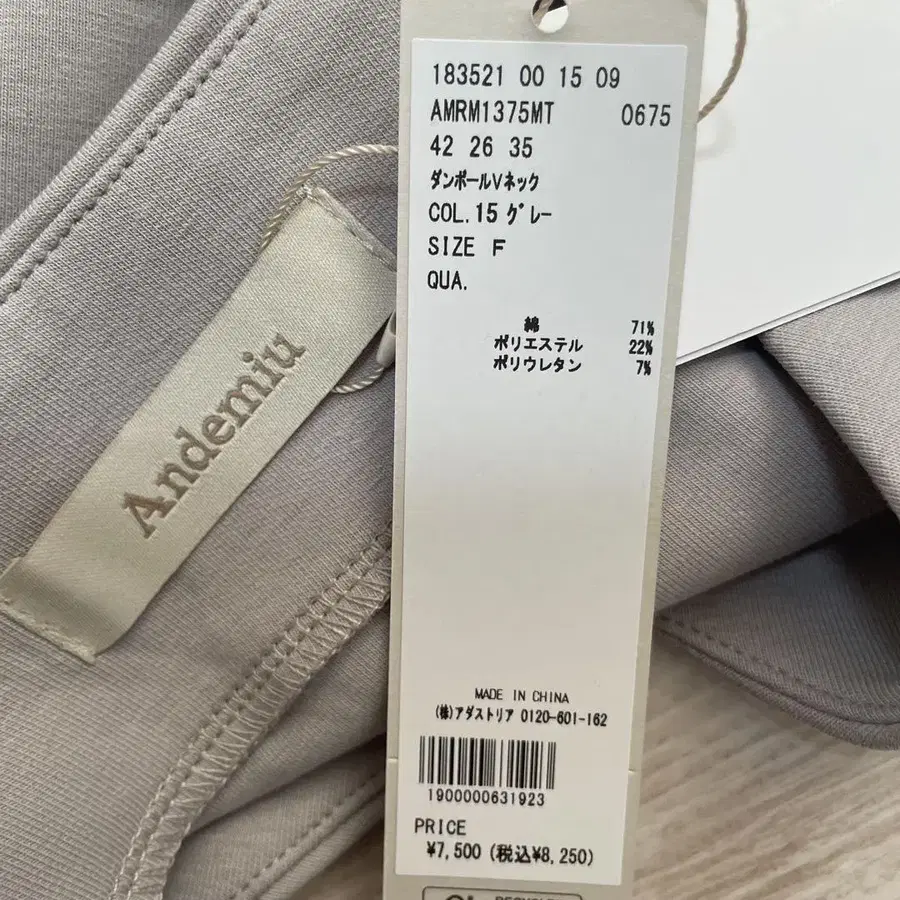 183521 00 15 09
AMRM1375MT 0675
42 26 35
ダンボールVネック
COL.15 グレー
SIZE F
QUA.
綿 71%
ポリエステル 22%
ポリウレタン 7%
MADE IN CHINA
(株)アダストリア 0120-601-162
1900000631923
PRICE
¥7,500 (税込¥8,250)
Andemiu